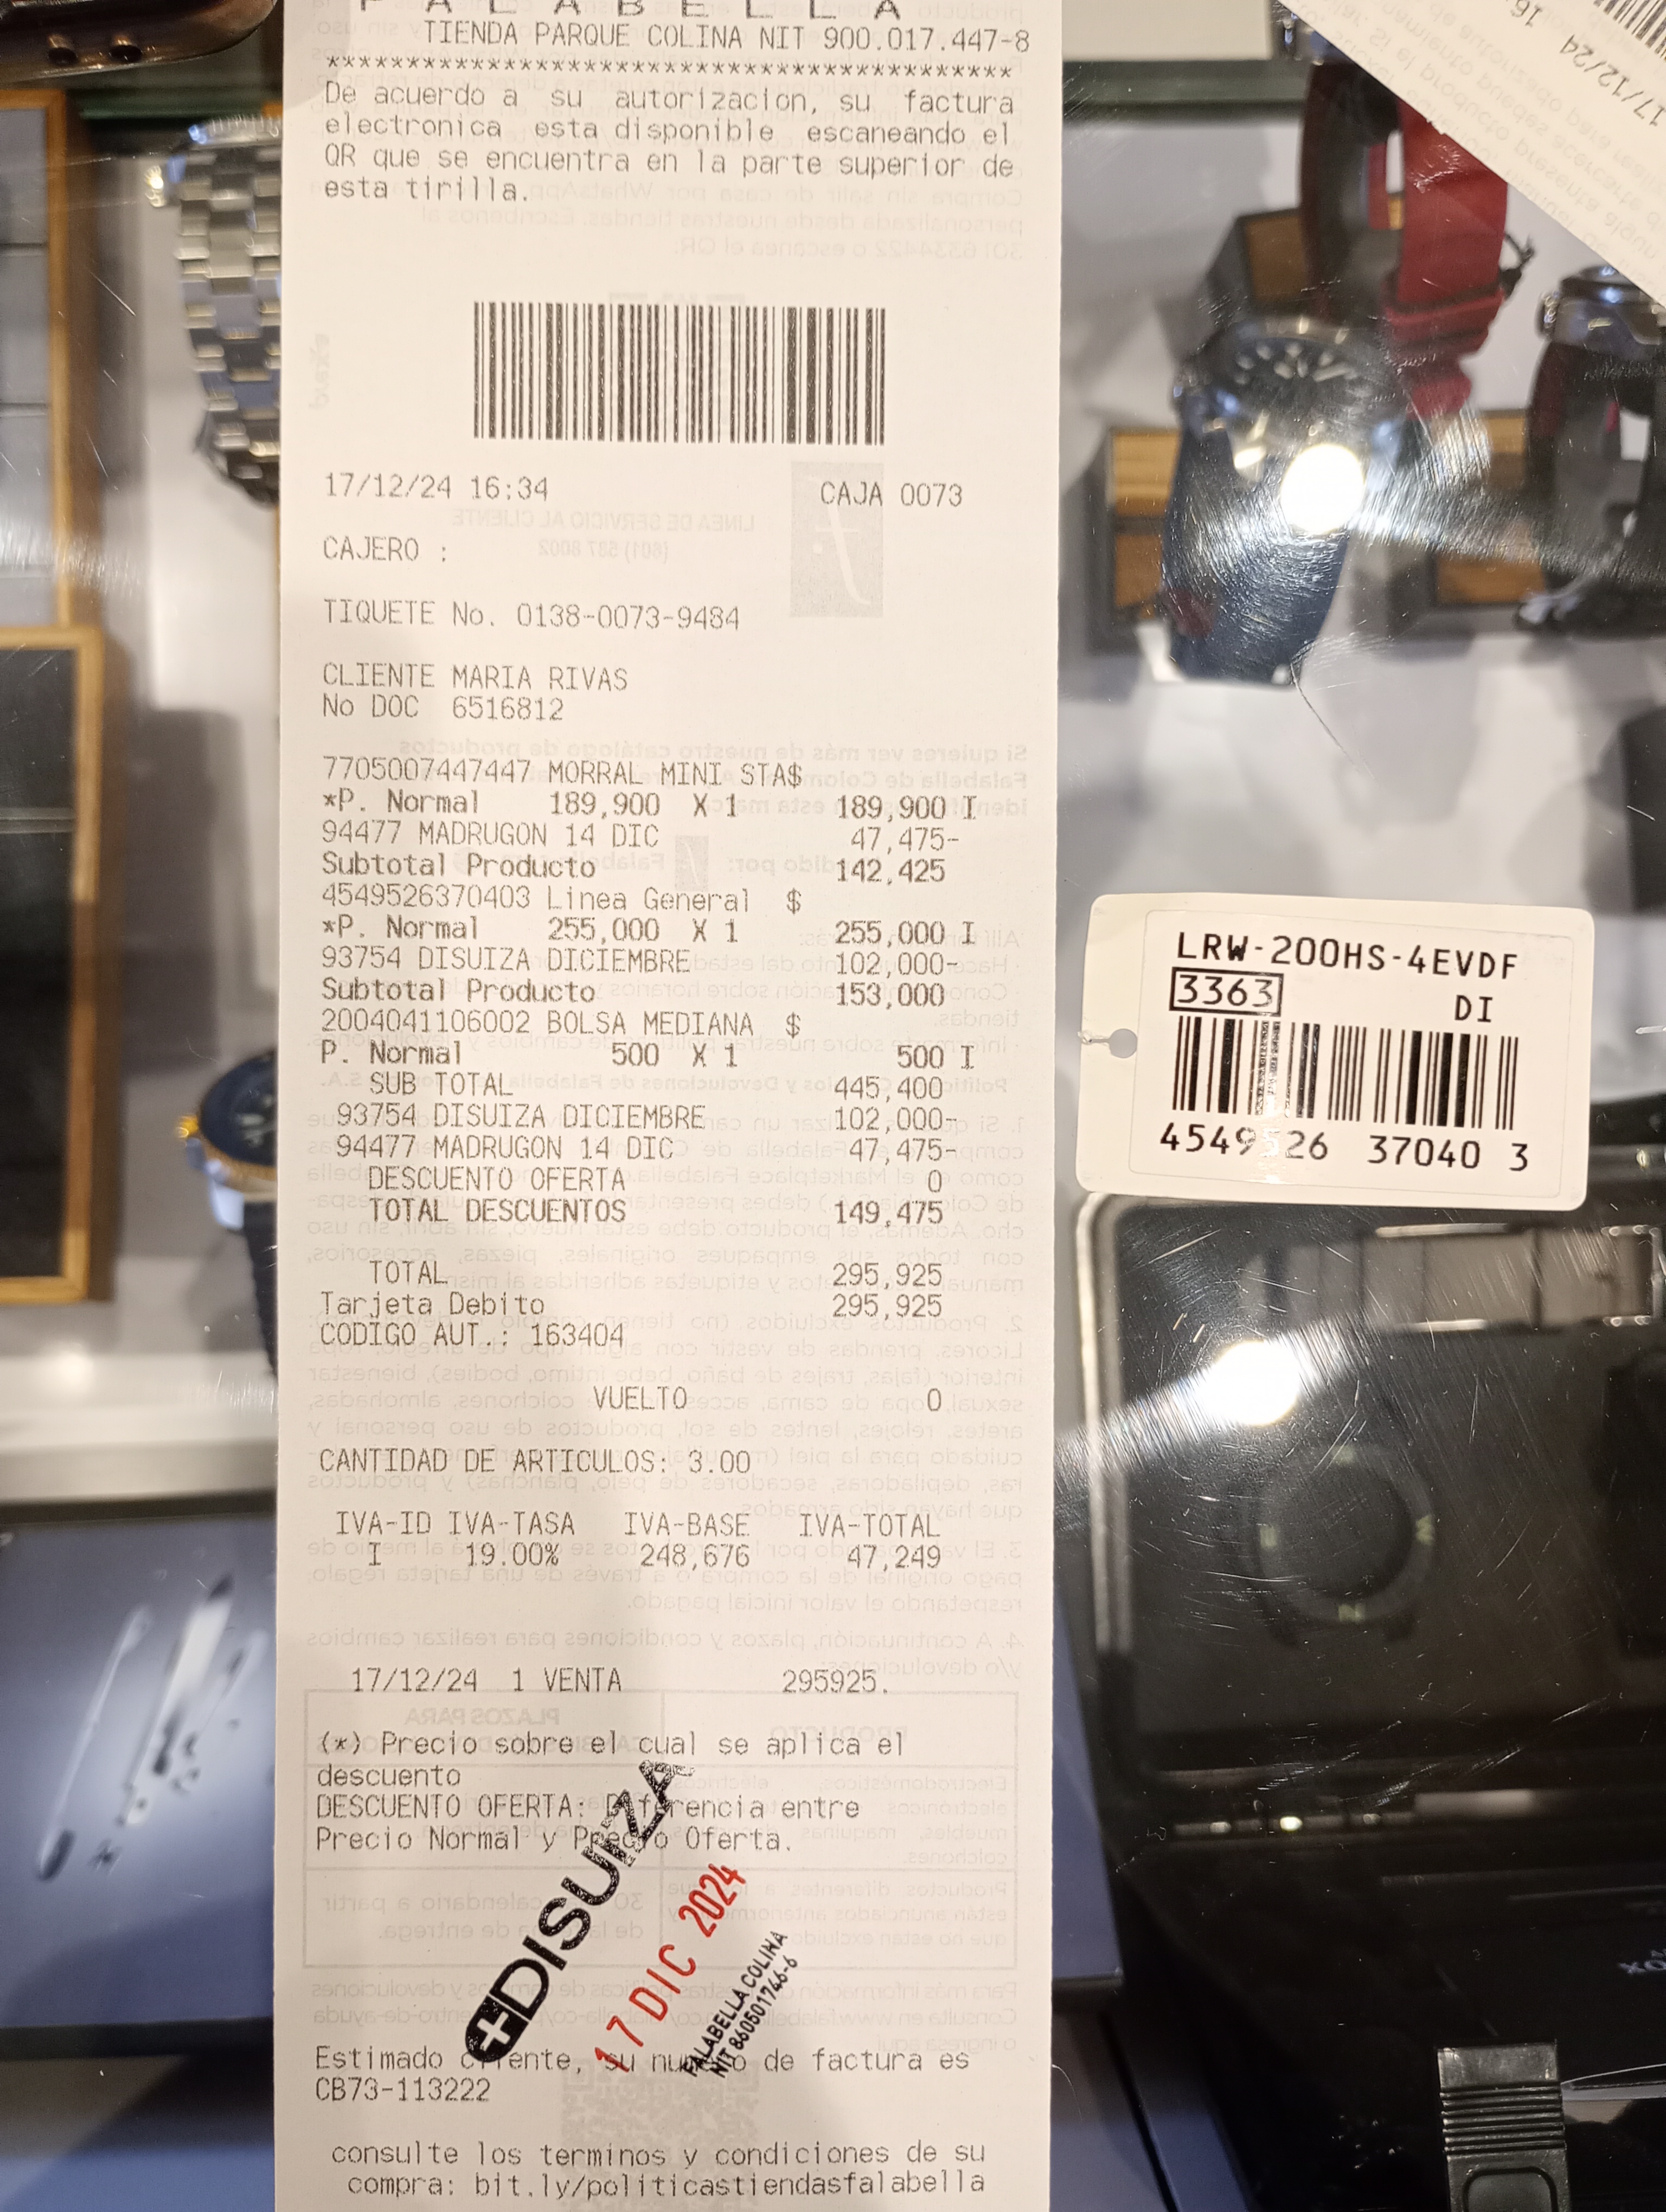 FALABELLA
TIENDA PARQUE COLINA NIT 900.017.447-8
*******************************************
De acuerdo a su autorizacion, su factura
electronica esta disponible escaneando el
QR que se encuentra en la parte superior de
esta tirilla.
17/12/24 16:34 CAJA 0073
CAJERO :
TIQUETE No. 0138-0073-9484
CLIENTE MARIA RIVAS
No DOC 6516812
7705007447447 MORRAL MINI STA$
*P. Normal 189,900 X 1 189,900 I
94477 MADRUGON 14 DIC 47,475-
Subtotal Producto 142,425
4549526370403 Linea General $
*P. Normal 255,000 X 1 255,000 I
93754 DISUIZA DICIEMBRE 102,000-
Subtotal Producto 153,000
2004041106002 BOLSA MEDIANA $
P. Normal 500 X 1 500 I
SUB TOTAL 445,400
93754 DISUIZA DICIEMBRE 102,000-
94477 MADRUGON 14 DIC 47,475-
DESCUENTO OFERTA 0
TOTAL DESCUENTOS 149,475
TOTAL 295,925
Tarjeta Debito 295,925
CODIGO AUT.: 163404
VUELTO 0
CANTIDAD DE ARTICULOS: 3.00
IVA-ID IVA-TASA IVA-BASE IVA-TOTAL
I 19.00% 248,676 47,249
17/12/24 1 VENTA 295925.
(*) Precio sobre el cual se aplica el
descuento
DESCUENTO OFERTA: Diferencia entre
Precio Normal y Precio Oferta.
DISUIZA
17 DIC 2024
FALABELLA COLINA
NIT 860501746-6
Estimado cliente, su numero de factura es
CB73-113222
consulte los terminos y condiciones de su
compra: bit.ly/politicastiendasfalabella
LRW-200HS-4EVDF
3363
DI
4549526 37040 3
17/12/24